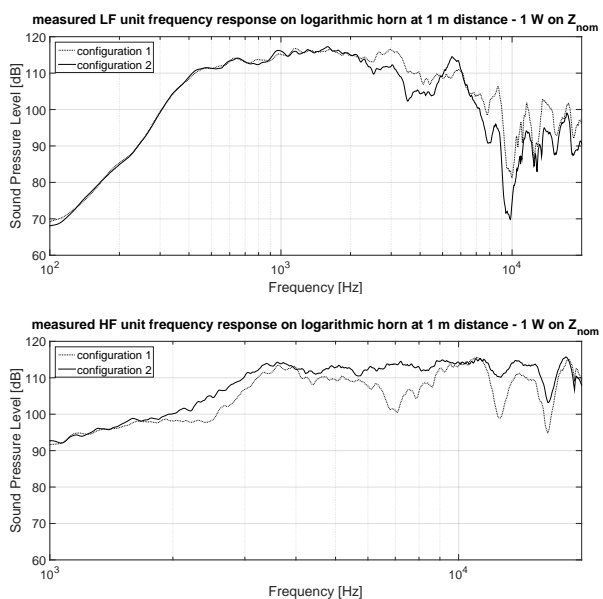 measured LF unit frequency response on logarithmic horn at 1 m distance - 1 W on Znom
120
110
100
90
80
70
60
Sound Pressure Level [dB]
configuration 1
configuration 2
10^2
10^3
10^4
Frequency [Hz]
measured HF unit frequency response on logarithmic horn at 1 m distance - 1 W on Znom
120
110
100
90
80
70
60
Sound Pressure Level [dB]
configuration 1
configuration 2
10^3
10^4
Frequency [Hz]